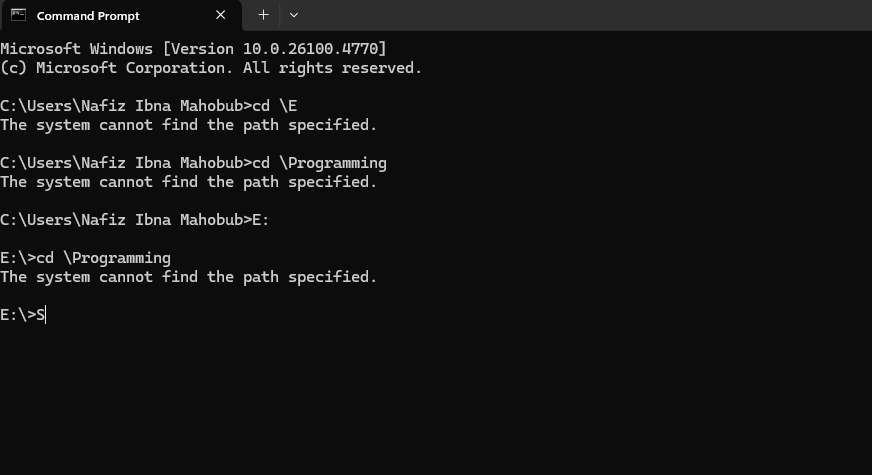 Command Prompt
Microsoft Windows [Version 10.0.26100.4770]
(c) Microsoft Corporation. All rights reserved.
C:\Users\Nafiz Ibna Mahobub>cd \E
The system cannot find the path specified.
C:\Users\Nafiz Ibna Mahobub>cd \Programming
The system cannot find the path specified.
C:\Users\Nafiz Ibna Mahobub>E:
E:\>cd \Programming
The system cannot find the path specified.
E:\>S